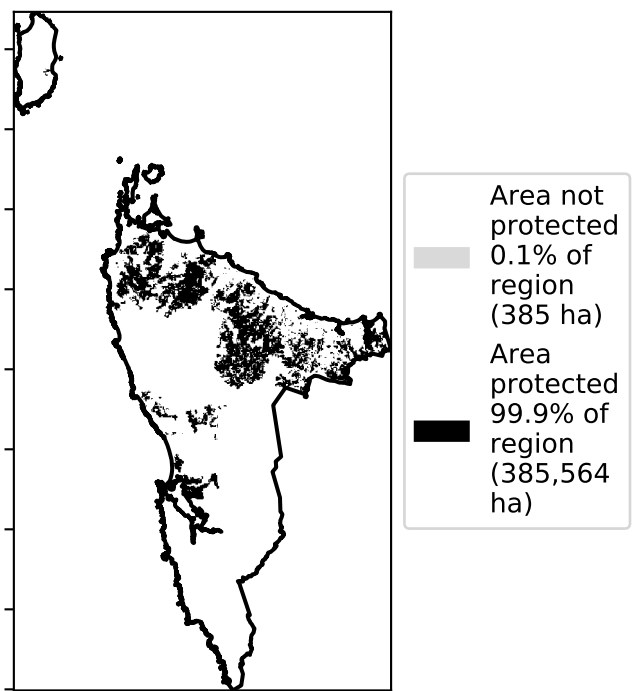 Area not
protected
0.1% of
region
(385 ha)
Area
protected
99.9% of
region
(385,564
ha)